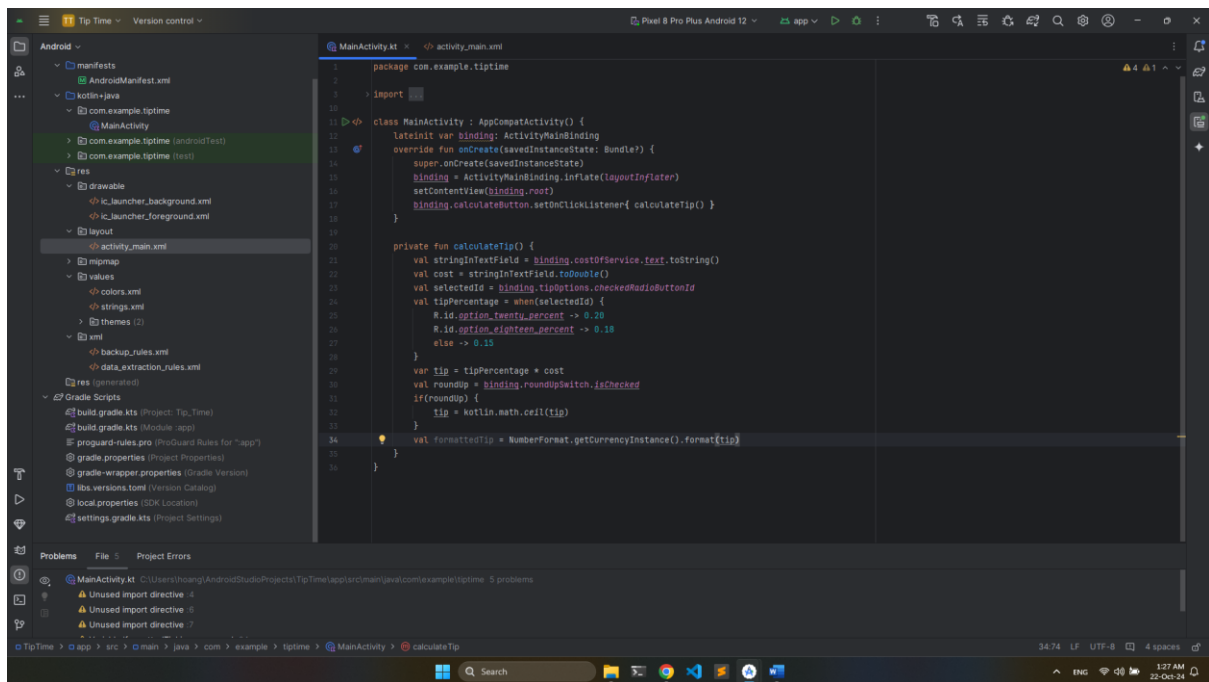 TT Tip Time Version control
Pixel 8 Pro Plus Android 12 app
Android
manifests
AndroidManifest.xml
kotlin+java
com.example.tiptime
MainActivity
com.example.tiptime (androidTest)
com.example.tiptime (test)
res
drawable
ic_launcher_background.xml
ic_launcher_foreground.xml
layout
activity_main.xml
mipmap
values
colors.xml
strings.xml
themes (2)
xml
backup_rules.xml
data_extraction_rules.xml
res (generated)
Gradle Scripts
build.gradle.kts (Project: Tip_Time)
build.gradle.kts (Module :app)
proguard-rules.pro (ProGuard Rules for ":app")
gradle.properties (Project Properties)
gradle-wrapper.properties (Gradle Version)
libs.versions.toml (Version Catalog)
local.properties (SDK Location)
settings.gradle.kts (Project Settings)
MainActivity.kt activity_main.xml
4 1
1 package com.example.tiptime
2
3 import ...
10
11 class MainActivity : AppCompatActivity() {
12 lateinit var binding: ActivityMainBinding
13 override fun onCreate(savedInstanceState: Bundle?) {
14 super.onCreate(savedInstanceState)
15 binding = ActivityMainBinding.inflate(layoutInflater)
16 setContentView(binding.root)
17 binding.calculateButton.setOnClickListener{ calculateTip() }
18 }
19
20 private fun calculateTip() {
21 val stringInTextField = binding.costOfService.text.toString()
22 val cost = stringInTextField.toDouble()
23 val selectedId = binding.tipOptions.checkedRadioButtonId
24 val tipPercentage = when(selectedId) {
25 R.id.option_twenty_percent -> 0.20
26 R.id.option_eighteen_percent -> 0.18
27 else -> 0.15
28 }
29 var tip = tipPercentage * cost
30 val roundUp = binding.roundUpSwitch.isChecked
31 if(roundUp) {
32 tip = kotlin.math.ceil(tip)
33 }
34 val formattedTip = NumberFormat.getCurrencyInstance().format(tip)
35 }
36 }
Problems File 5 Project Errors
MainActivity.kt C:\Users\hoang\AndroidStudioProjects\TipTime\app\src\main\java\com\example\tiptime 5 problems
Unused import directive :4
Unused import directive :6
Unused import directive :7
TipTime > app > src > main > java > com > example > tiptime > MainActivity > calculateTip
34:74 LF UTF-8 4 spaces
Search
ENG
1:27 AM
22-Oct-24